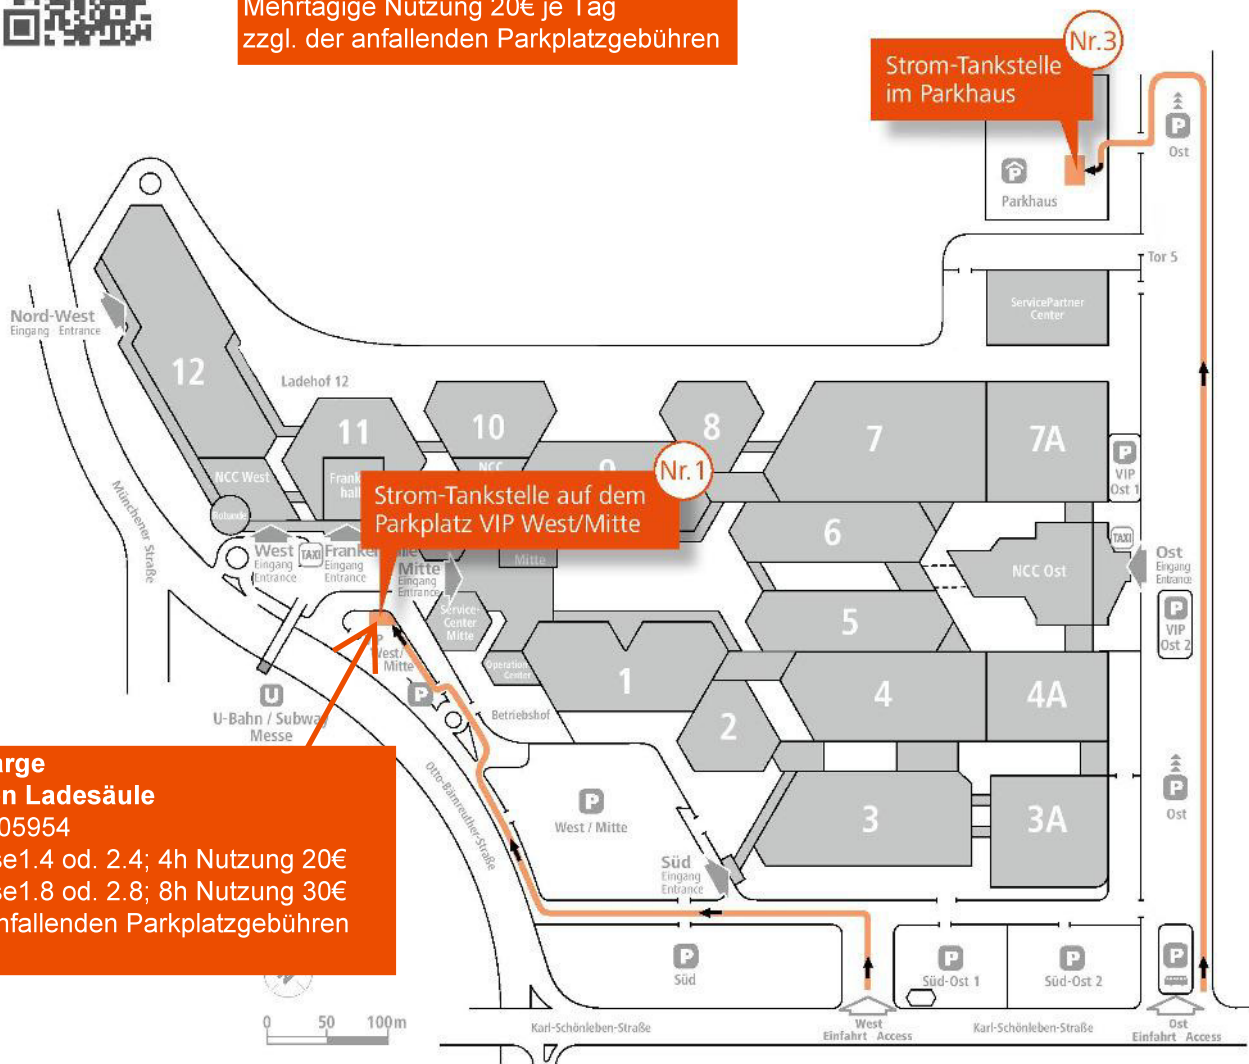 Mehrtägige Nutzung 20€ je Tag
zzgl. der anfallenden Parkplatzgebühren
Nr.3
Strom-Tankstelle
im Parkhaus
P
Ost
P
Parkhaus
Tor 5
ServicePartner
Center
Nord-West
Eingang Entrance
12
Ladehof 12
11
10
8
7
7A
9
NCC West
NCC
Rotunde
Nr.1
Strom-Tankstelle auf dem
Parkplatz VIP West/Mitte
P
VIP
Ost 1
6
TAXI
NCC Ost
Ost
Eingang
Entrance
Münchener Straße
West
Eingang
Entrance
TAXI
Eingang
Entrance
Mitte
Eingang
Entrance
Mitte
Service-
Center
Mitte
5
P
VIP
Ost 2
West/
Mitte
Operation
Center
1
4
4A
U
U-Bahn / Subway
Messe
P
Betriebshof
2
Otto-Bärnreuther-Straße
P
West / Mitte
3
3A
P
Ost
Süd
Eingang
Entrance
arge
n Ladesäule
05954
se1.4 od. 2.4; 4h Nutzung 20€
se1.8 od. 2.8; 8h Nutzung 30€
nfallenden Parkplatzgebühren
P
Süd
P
Süd-Ost 1
P
Süd-Ost 2
P
0 50 100m
Karl-Schönleben-Straße
West
Einfahrt Access
Karl-Schönleben-Straße
Ost
Einfahrt Access